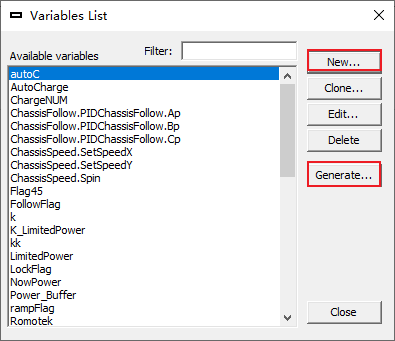 Variables List
Available variables
Filter:
autoC
AutoCharge
ChargeNUM
ChassisFollow.PIDChassisFollow.Ap
ChassisFollow.PIDChassisFollow.Bp
ChassisFollow.PIDChassisFollow.Cp
ChassisSpeed.SetSpeedX
ChassisSpeed.SetSpeedY
ChassisSpeed.Spin
Flag45
FollowFlag
k
K_LimitedPower
kk
LimitedPower
LockFlag
NowPower
Power_Buffer
rampFlag
Romotek
New...
Clone...
Edit...
Delete
Generate...
Close